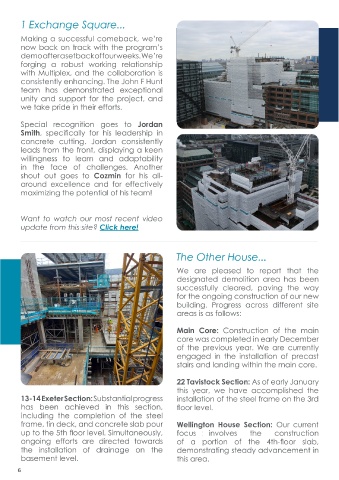 1 Exchange Square...
Making a successful comeback, we're
now back on track with the program's
demo after a setback of four weeks. We're
forging a robust working relationship
with Multiplex, and the collaboration is
consistently enhancing. The John F Hunt
team has demonstrated exceptional
unity and support for the project, and
we take pride in their efforts.
Special recognition goes to Jordan
Smith, specifically for his leadership in
concrete cutting. Jordan consistently
leads from the front, displaying a keen
willingness to learn and adaptability
in the face of challenges. Another
shout out goes to Cozmin for his all-
around excellence and for effectively
maximizing the potential of his team!
Want to watch our most recent video
update from this site? Click here!
The Other House...
We are pleased to report that the
designated demolition area has been
successfully cleared, paving the way
for the ongoing construction of our new
building. Progress across different site
areas is as follows:
Main Core: Construction of the main
core was completed in early December
of the previous year. We are currently
engaged in the installation of precast
stairs and landing within the main core.
22 Tavistock Section: As of early January
this year, we have accomplished the
installation of the steel frame on the 3rd
floor level.
Wellington House Section: Our current
focus involves the construction
of a portion of the 4th-floor slab,
demonstrating steady advancement in
this area.
13-14 Exeter Section: Substantial progress
has been achieved in this section,
including the completion of the steel
frame, tin deck, and concrete slab pour
up to the 5th floor level. Simultaneously,
ongoing efforts are directed towards
the installation of drainage on the
basement level.
6